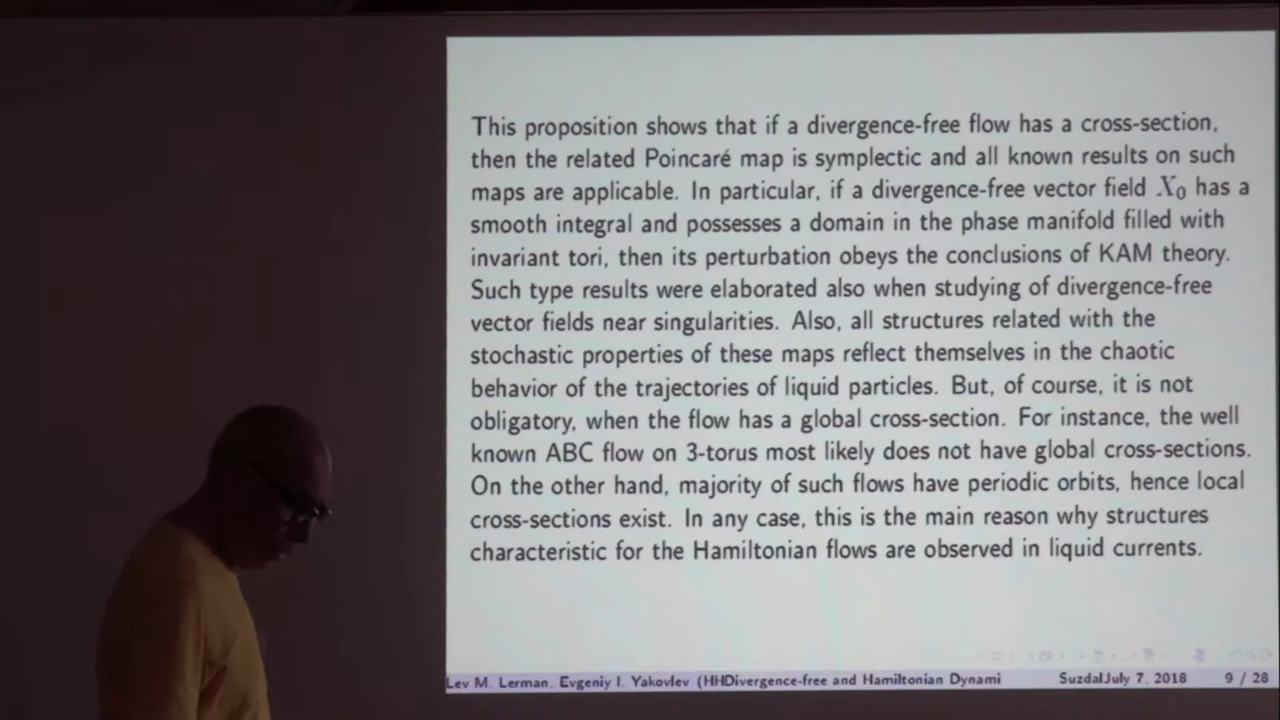 This proposition shows that if a divergence-free flow has a cross-section,
then the related Poincaré map is symplectic and all known results on such
maps are applicable. In particular, if a divergence-free vector field X₀ has a
smooth integral and possesses a domain in the phase manifold filled with
invariant tori, then its perturbation obeys the conclusions of KAM theory.
Such type results were elaborated also when studying of divergence-free
vector fields near singularities. Also, all structures related with the
stochastic properties of these maps reflect themselves in the chaotic
behavior of the trajectories of liquid particles. But, of course, it is not
obligatory, when the flow has a global cross-section. For instance, the well
known ABC flow on 3-torus most likely does not have global cross-sections.
On the other hand, majority of such flows have periodic orbits, hence local
cross-sections exist. In any case, this is the main reason why structures
characteristic for the Hamiltonian flows are observed in liquid currents.
Lev M. Lerman, Evgeniy I. Yakovlev (HHDivergence-free and Hamiltonian Dynami SuzdalJuly 7, 2018 9 / 28